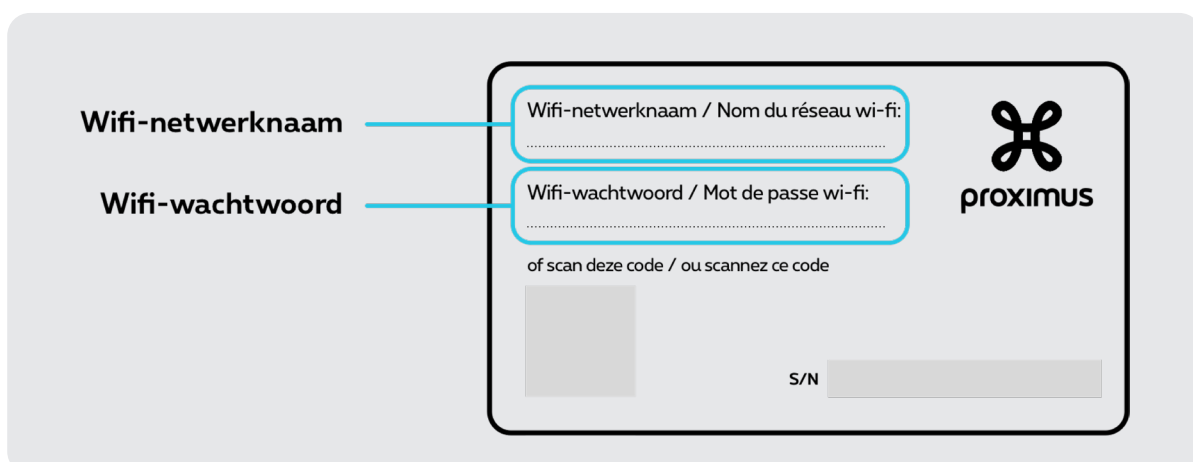 Wifi-netwerknaam
Wifi-netwerknaam / Nom du réseau wi-fi:
Wifi-wachtwoord
Wifi-wachtwoord / Mot de passe wi-fi:
proximus
of scan deze code / ou scannez ce code
S/N